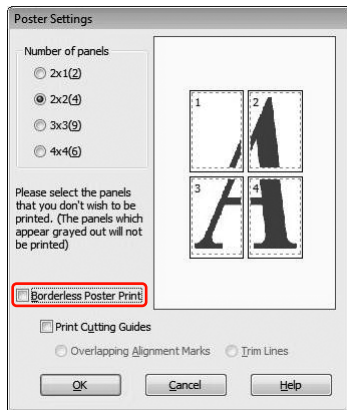 Poster Settings
Number of panels
2x1(2)
2x2(4)
3x3(9)
4x4(6)
1 2
3 4
Please select the panels
that you don't wish to be
printed. (The panels which
appear grayed out will not
be printed)
Borderless Poster Print
Print Cutting Guides
Overlapping Alignment Marks Trim Lines
OK Cancel Help